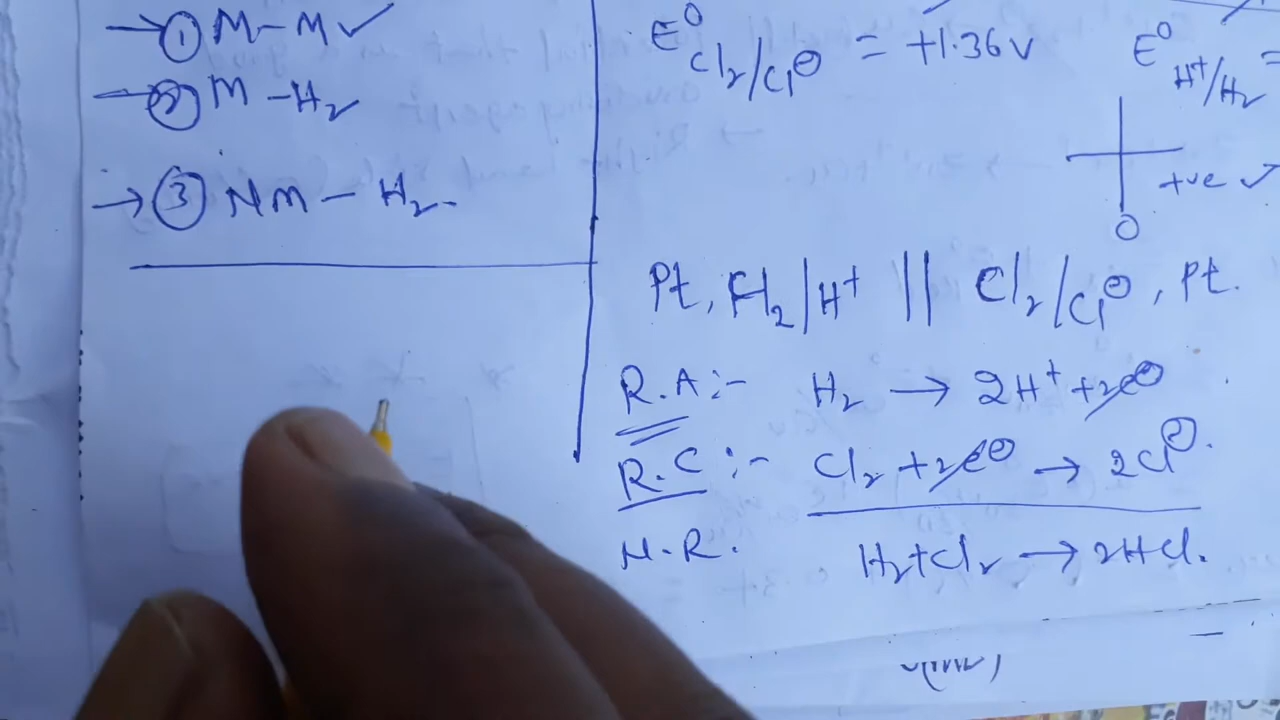 → ① M-M ✓
→ ② M-H₂
→ ③ NM - H₂-
E⁰ Cl₂/Cl⊖ = +1.36V
E⁰ H⁺/H₂ =
+ve ✓
0
Pt, H₂/H⁺ || Cl₂/Cl⊖, Pt.
R.A:- H₂ → 2H⁺ + 2e⊖
R.C:- Cl₂ + 2e⊖ → 2Cl⊖.
N.R. H₂+Cl₂ → 2HCl.